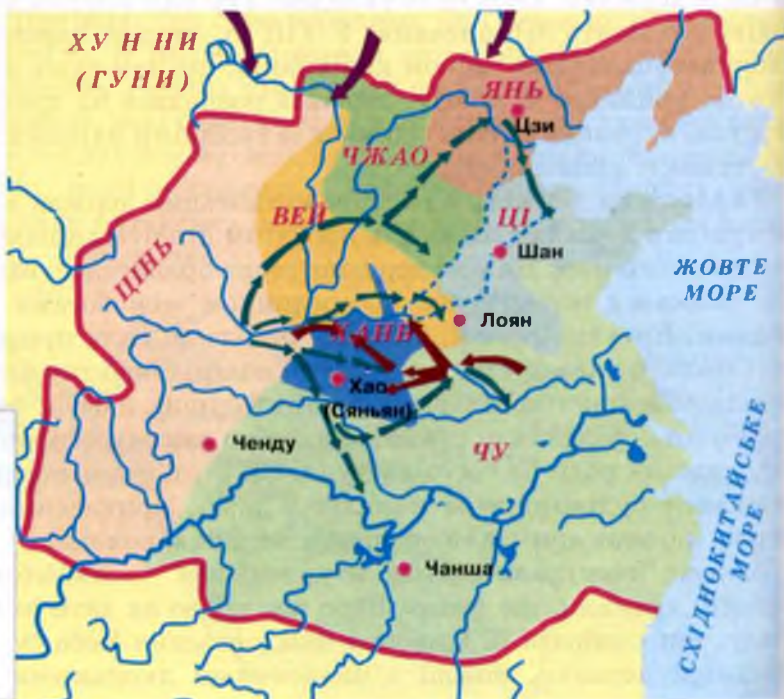 ХУННИ
(ГУНИ)
ЯНЬ
Цзи
ЧЖАО
ВЕЙ
ЦІ
Шан
ЦІНЬ
ЖОВТЕ
МОРЕ
Лоян
ХАНЬ
Хао
(Сяньян)
Ченду
ЧУ
Чанша
СХІДНОКИТАЙСЬКЕ
МОРЕ